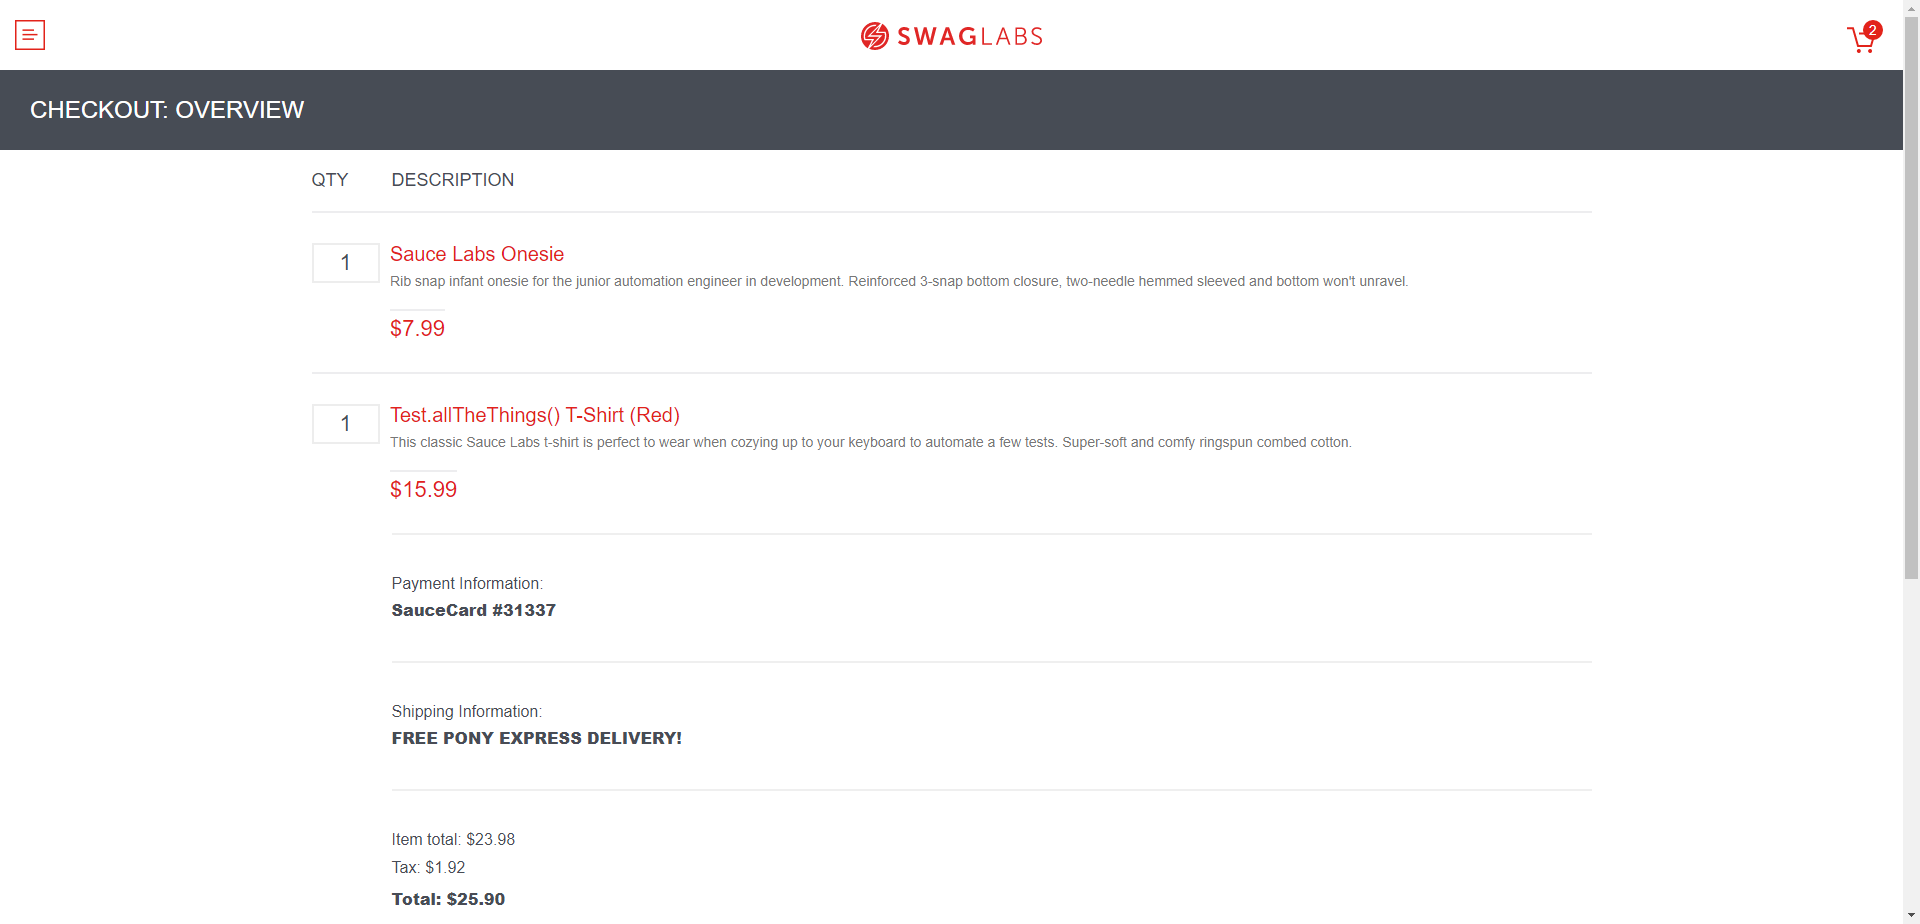 SWAGLABS
2
CHECKOUT: OVERVIEW
QTY DESCRIPTION
1 Sauce Labs Onesie
Rib snap infant onesie for the junior automation engineer in development. Reinforced 3-snap bottom closure, two-needle hemmed sleeved and bottom won't unravel.
$7.99
1 Test.allTheThings() T-Shirt (Red)
This classic Sauce Labs t-shirt is perfect to wear when cozying up to your keyboard to automate a few tests. Super-soft and comfy ringspun combed cotton.
$15.99
Payment Information:
SauceCard #31337
Shipping Information:
FREE PONY EXPRESS DELIVERY!
Item total: $23.98
Tax: $1.92
Total: $25.90